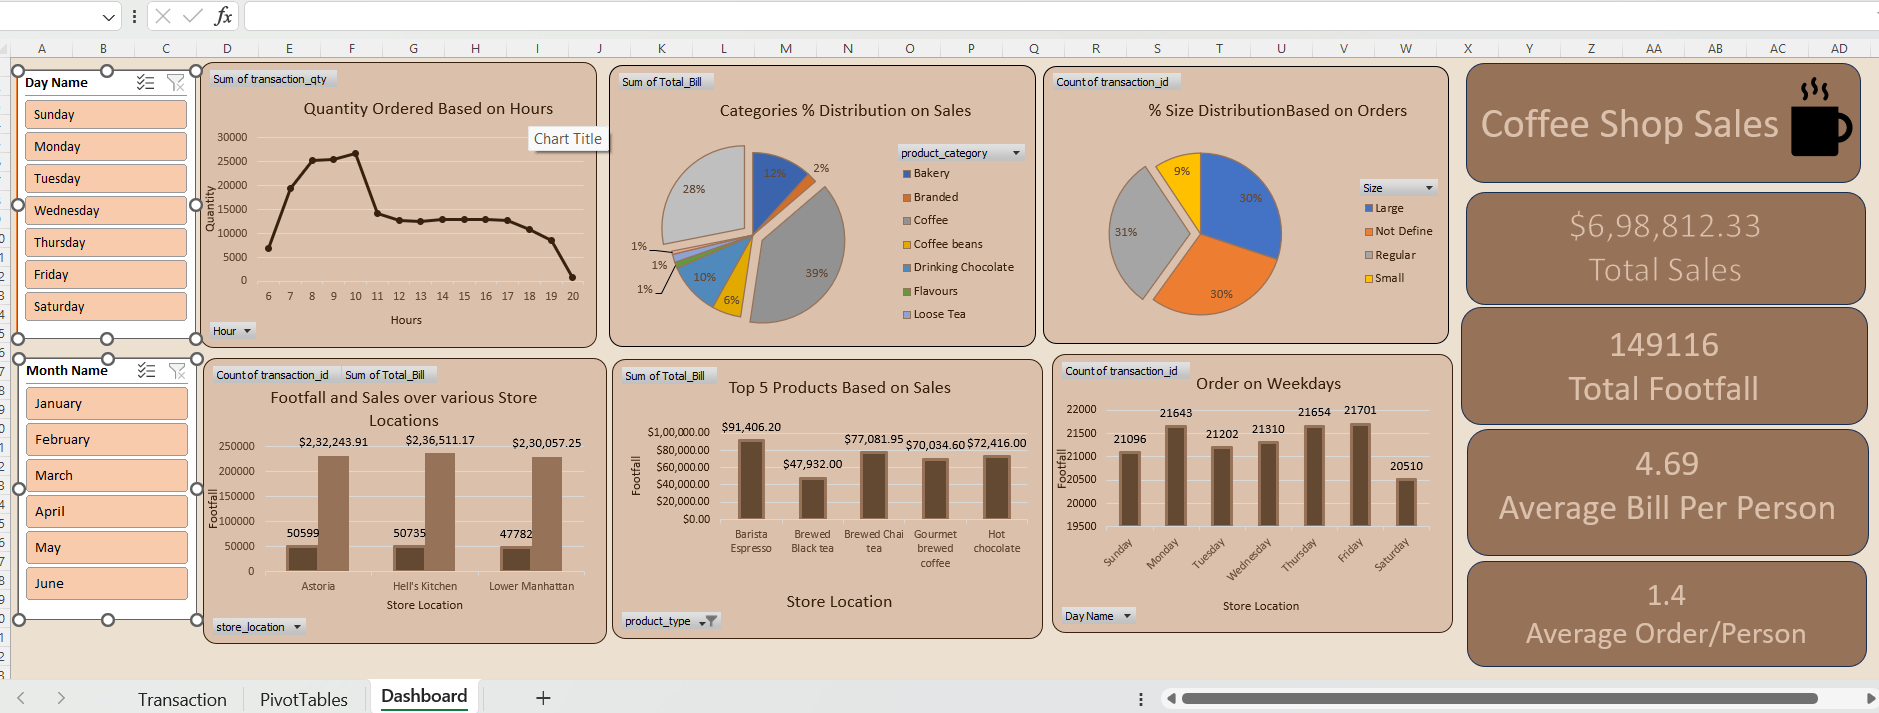 fx
A B C D E F G H I J K L M N O P Q R S T U V W X Y Z AA AB AC AD
Day Name
Sunday
Monday
Tuesday
Wednesday
Thursday
Friday
Saturday
Month Name
January
February
March
April
May
June
Sum of transaction_qty
Quantity Ordered Based on Hours
Chart Title
30000
25000
20000
15000
10000
5000
0
Quantity
6 7 8 9 10 11 12 13 14 15 16 17 18 19 20
Hours
Hour
Sum of Total_Bill
Categories % Distribution on Sales
28%
12%
2%
39%
6%
10%
1%
1%
1%
product_category
Bakery
Branded
Coffee
Coffee beans
Drinking Chocolate
Flavours
Loose Tea
Count of transaction_id
% Size DistributionBased on Orders
9%
30%
31%
30%
Size
Large
Not Define
Regular
Small
Coffee Shop Sales
$6,98,812.33
Total Sales
149116
Total Footfall
4.69
Average Bill Per Person
1.4
Average Order/Person
Count of transaction_id Sum of Total_Bill
Footfall and Sales over various Store
Locations
250000
200000
150000
100000
50000
0
Footfall
$2,32,243.91 $2,36,511.17 $2,30,057.25
50599 50735 47782
Astoria Hell's Kitchen Lower Manhattan
Store Location
store_location
Sum of Total_Bill
Top 5 Products Based on Sales
$1,00,000.00
$80,000.00
$60,000.00
$40,000.00
$20,000.00
$0.00
Footfall
$91,406.20
$47,932.00
$77,081.95
$70,034.60
$72,416.00
Barista Espresso
Brewed Black tea
Brewed Chai tea
Gourmet brewed coffee
Hot chocolate
Store Location
product_type
Count of transaction_id
Order on Weekdays
22000
21500
21000
20500
20000
19500
Footfall
21096 21643 21202 21310 21654 21701 20510
Sunday Monday Tuesday Wednesday Thursday Friday Saturday
Store Location
Day Name
Transaction PivotTables Dashboard